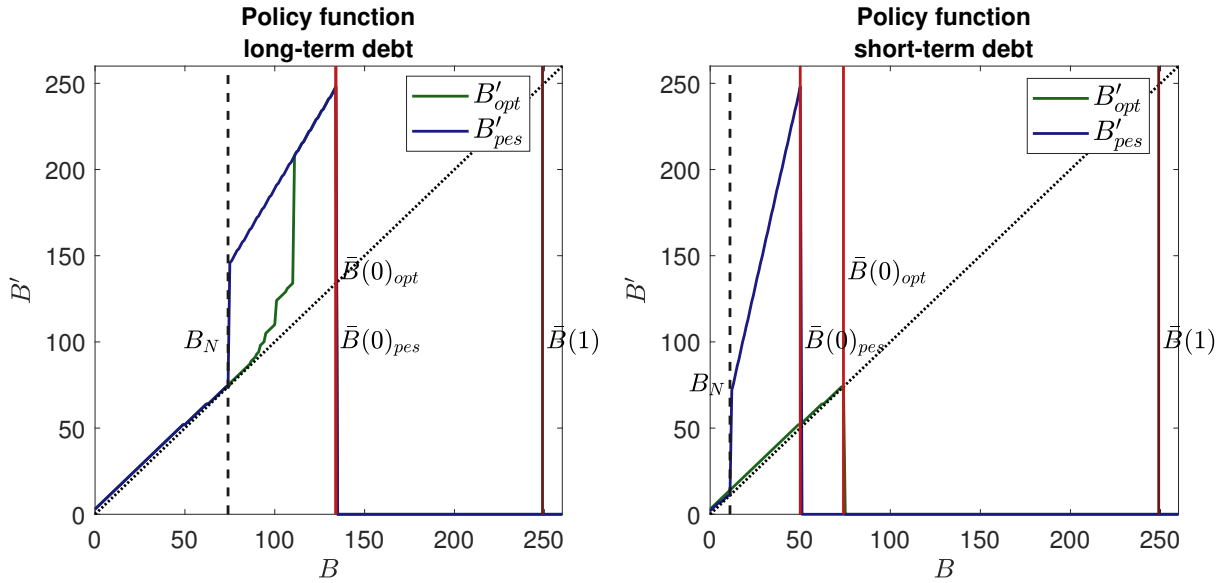 Policy function
long-term debt
B'
250
200
150
100
50
0
0 50 100 150 200 250
B
B'opt
B'pes
B_N
B̄(0)opt
B̄(0)pes
B̄(1)
Policy function
short-term debt
B'
250
200
150
100
50
0
0 50 100 150 200 250
B
B'opt
B'pes
B̄(0)opt
B̄(0)pes
B̄(1)
B_N